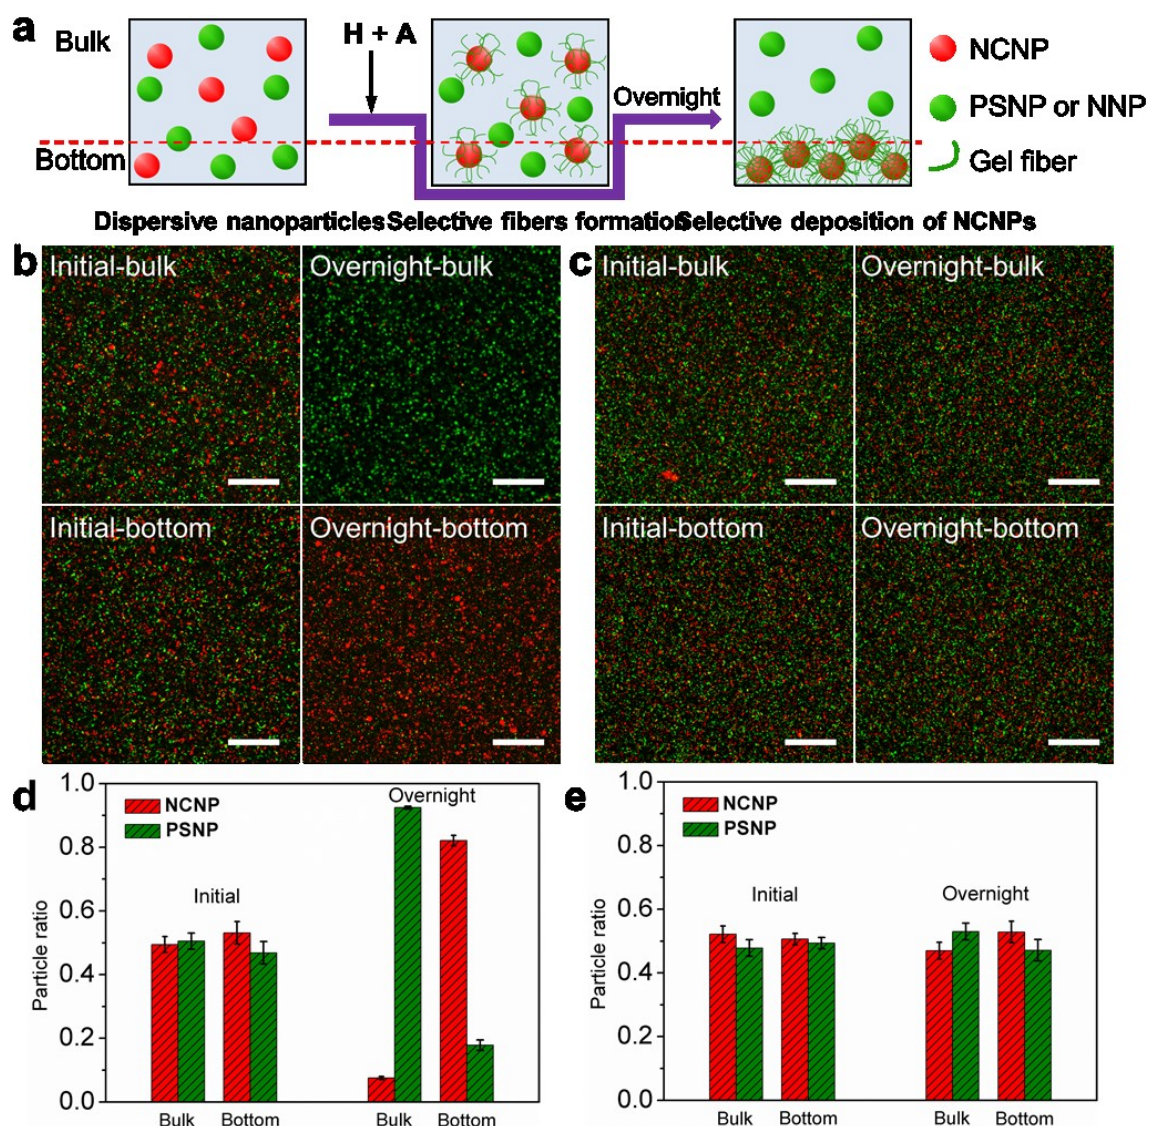 a
Bulk
Bottom
H + A
Overnight
NCNP
PSNP or NNP
Gel fiber
Dispersive nanoparticles
Selective fibers formation
Selective deposition of NCNPs
b
Initial-bulk
Overnight-bulk
Initial-bottom
Overnight-bottom
c
Initial-bulk
Overnight-bulk
Initial-bottom
Overnight-bottom
d
1.0
0.8
0.6
0.4
0.2
0.0
Particle ratio
NCNP
PSNP
Initial
Overnight
Bulk Bottom Bulk Bottom
e
1.0
0.8
0.6
0.4
0.2
0.0
Particle ratio
NCNP
PSNP
Initial
Overnight
Bulk Bottom Bulk Bottom